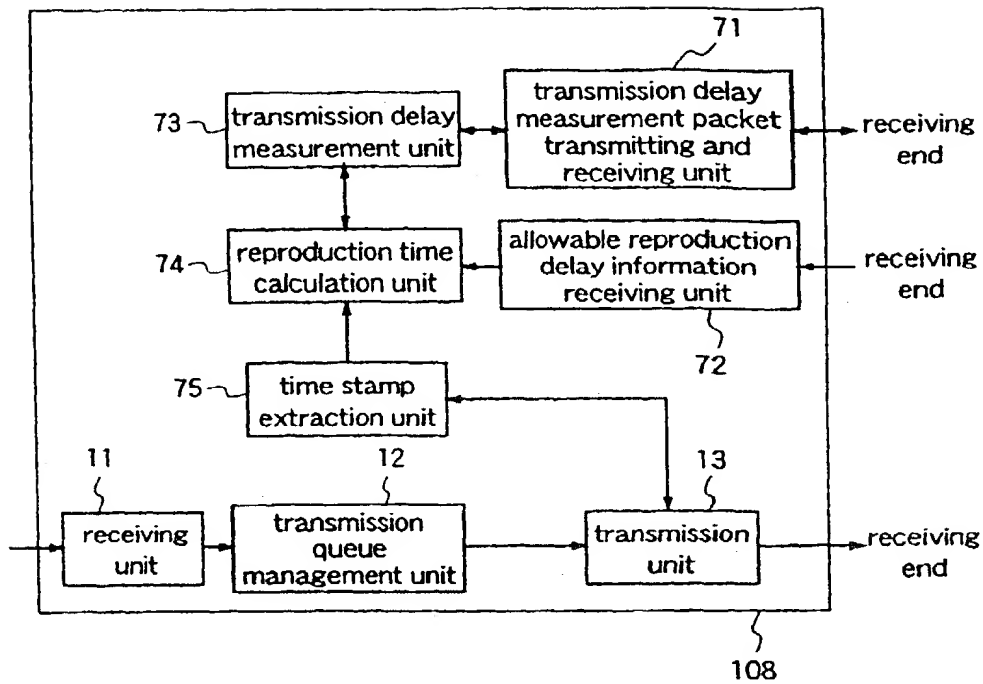 71
73
transmission delay
measurement unit
transmission delay
measurement packet
transmitting and
receiving unit
receiving
end
74
reproduction time
calculation unit
allowable reproduction
delay information
receiving unit
receiving
end
72
75
time stamp
extraction unit
11
12
13
receiving
unit
transmission
queue
management unit
transmission
unit
receiving
end
108